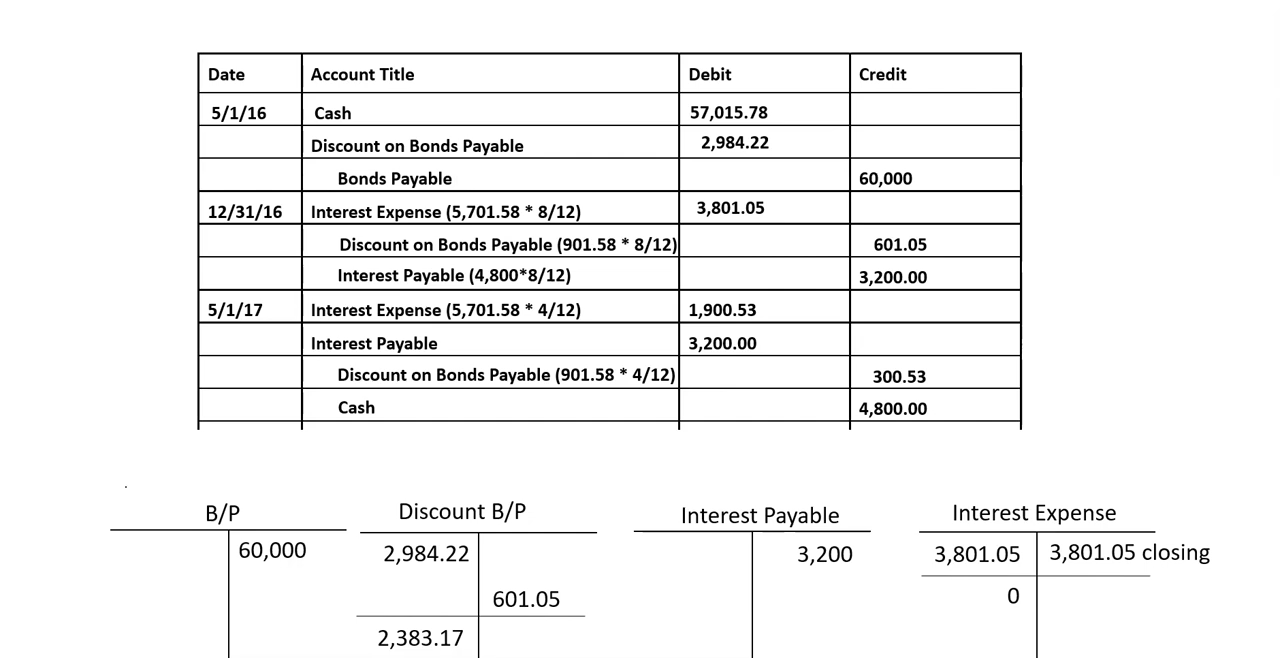 Date Account Title Debit Credit
5/1/16 Cash 57,015.78
Discount on Bonds Payable 2,984.22
Bonds Payable 60,000
12/31/16 Interest Expense (5,701.58 * 8/12) 3,801.05
Discount on Bonds Payable (901.58 * 8/12) 601.05
Interest Payable (4,800*8/12) 3,200.00
5/1/17 Interest Expense (5,701.58 * 4/12) 1,900.53
Interest Payable 3,200.00
Discount on Bonds Payable (901.58 * 4/12) 300.53
Cash 4,800.00
B/P Discount B/P Interest Payable Interest Expense
60,000 2,984.22 3,200 3,801.05 3,801.05 closing
601.05 0
2,383.17